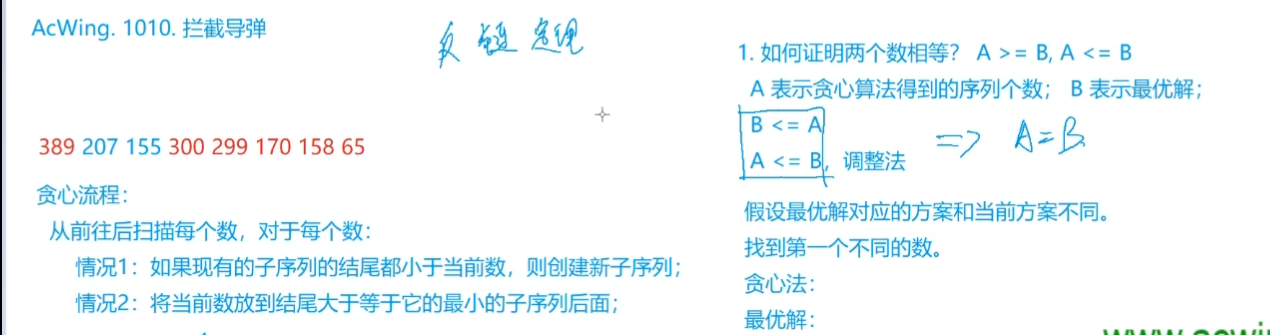 AcWing. 1010. 拦截导弹
反链定理
389 207 155 300 299 170 158 65
贪心流程：
从前往后扫描每个数，对于每个数：
情况1：如果现有的子序列的结尾都小于当前数，则创建新子序列；
情况2：将当前数放到结尾大于等于它的最小的子序列后面；
1. 如何证明两个数相等？ A >= B, A <= B
A 表示贪心算法得到的序列个数； B 表示最优解；
B <= A
A <= B，调整法
=> A=B
假设最优解对应的方案和当前方案不同。
找到第一个不同的数。
贪心法：
最优解：